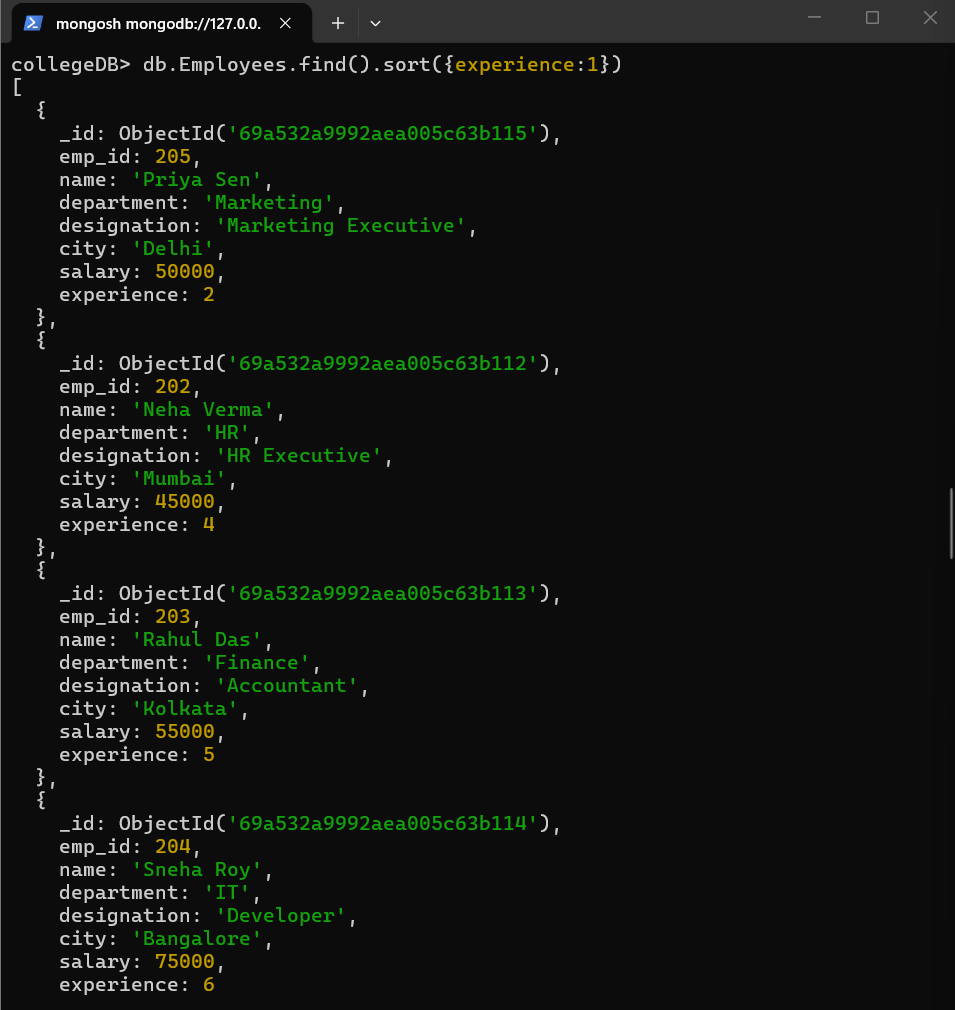 mongosh mongodb://127.0.0.
collegeDB> db.Employees.find().sort({experience:1})
[
  {
    _id: ObjectId('69a532a9992aea005c63b115'),
    emp_id: 205,
    name: 'Priya Sen',
    department: 'Marketing',
    designation: 'Marketing Executive',
    city: 'Delhi',
    salary: 50000,
    experience: 2
  },
  {
    _id: ObjectId('69a532a9992aea005c63b112'),
    emp_id: 202,
    name: 'Neha Verma',
    department: 'HR',
    designation: 'HR Executive',
    city: 'Mumbai',
    salary: 45000,
    experience: 4
  },
  {
    _id: ObjectId('69a532a9992aea005c63b113'),
    emp_id: 203,
    name: 'Rahul Das',
    department: 'Finance',
    designation: 'Accountant',
    city: 'Kolkata',
    salary: 55000,
    experience: 5
  },
  {
    _id: ObjectId('69a532a9992aea005c63b114'),
    emp_id: 204,
    name: 'Sneha Roy',
    department: 'IT',
    designation: 'Developer',
    city: 'Bangalore',
    salary: 75000,
    experience: 6